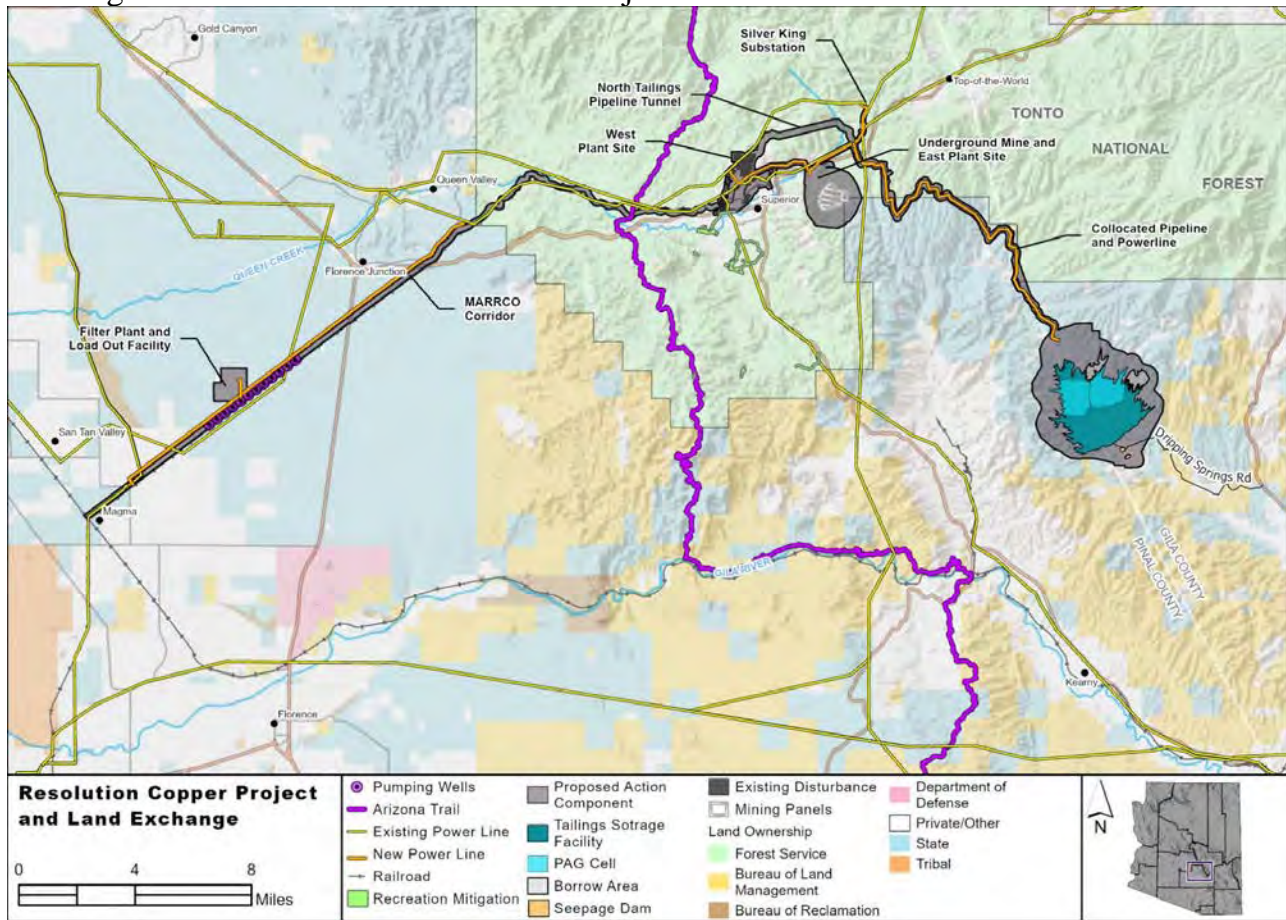 Gold Canyon
Silver King
Substation
North Tailings
Pipeline Tunnel
Top-of-the-World
West
Plant Site
TONTO
NATIONAL
FOREST
Underground Mine and
East Plant Site
Queen Valley
Superior
QUEEN CREEK
Florence Junction
Collocated Pipeline
and Powerline
MARRCO
Corridor
Filter Plant and
Load Out Facility
San Tan Valley
Dripping Springs Rd
Magma
GILA RIVER
GILA COUNTY
PINAL COUNTY
Kearny
Florence
Resolution Copper Project
and Land Exchange
0 4 8
Miles
Pumping Wells
Arizona Trail
Existing Power Line
New Power Line
Railroad
Recreation Mitigation
Proposed Action
Component
Tailings Sotrage
Facility
PAG Cell
Borrow Area
Seepage Dam
Existing Disturbance
Mining Panels
Land Ownership
Forest Service
Bureau of Land
Management
Bureau of Reclamation
Department of
Defense
Private/Other
State
Tribal
N